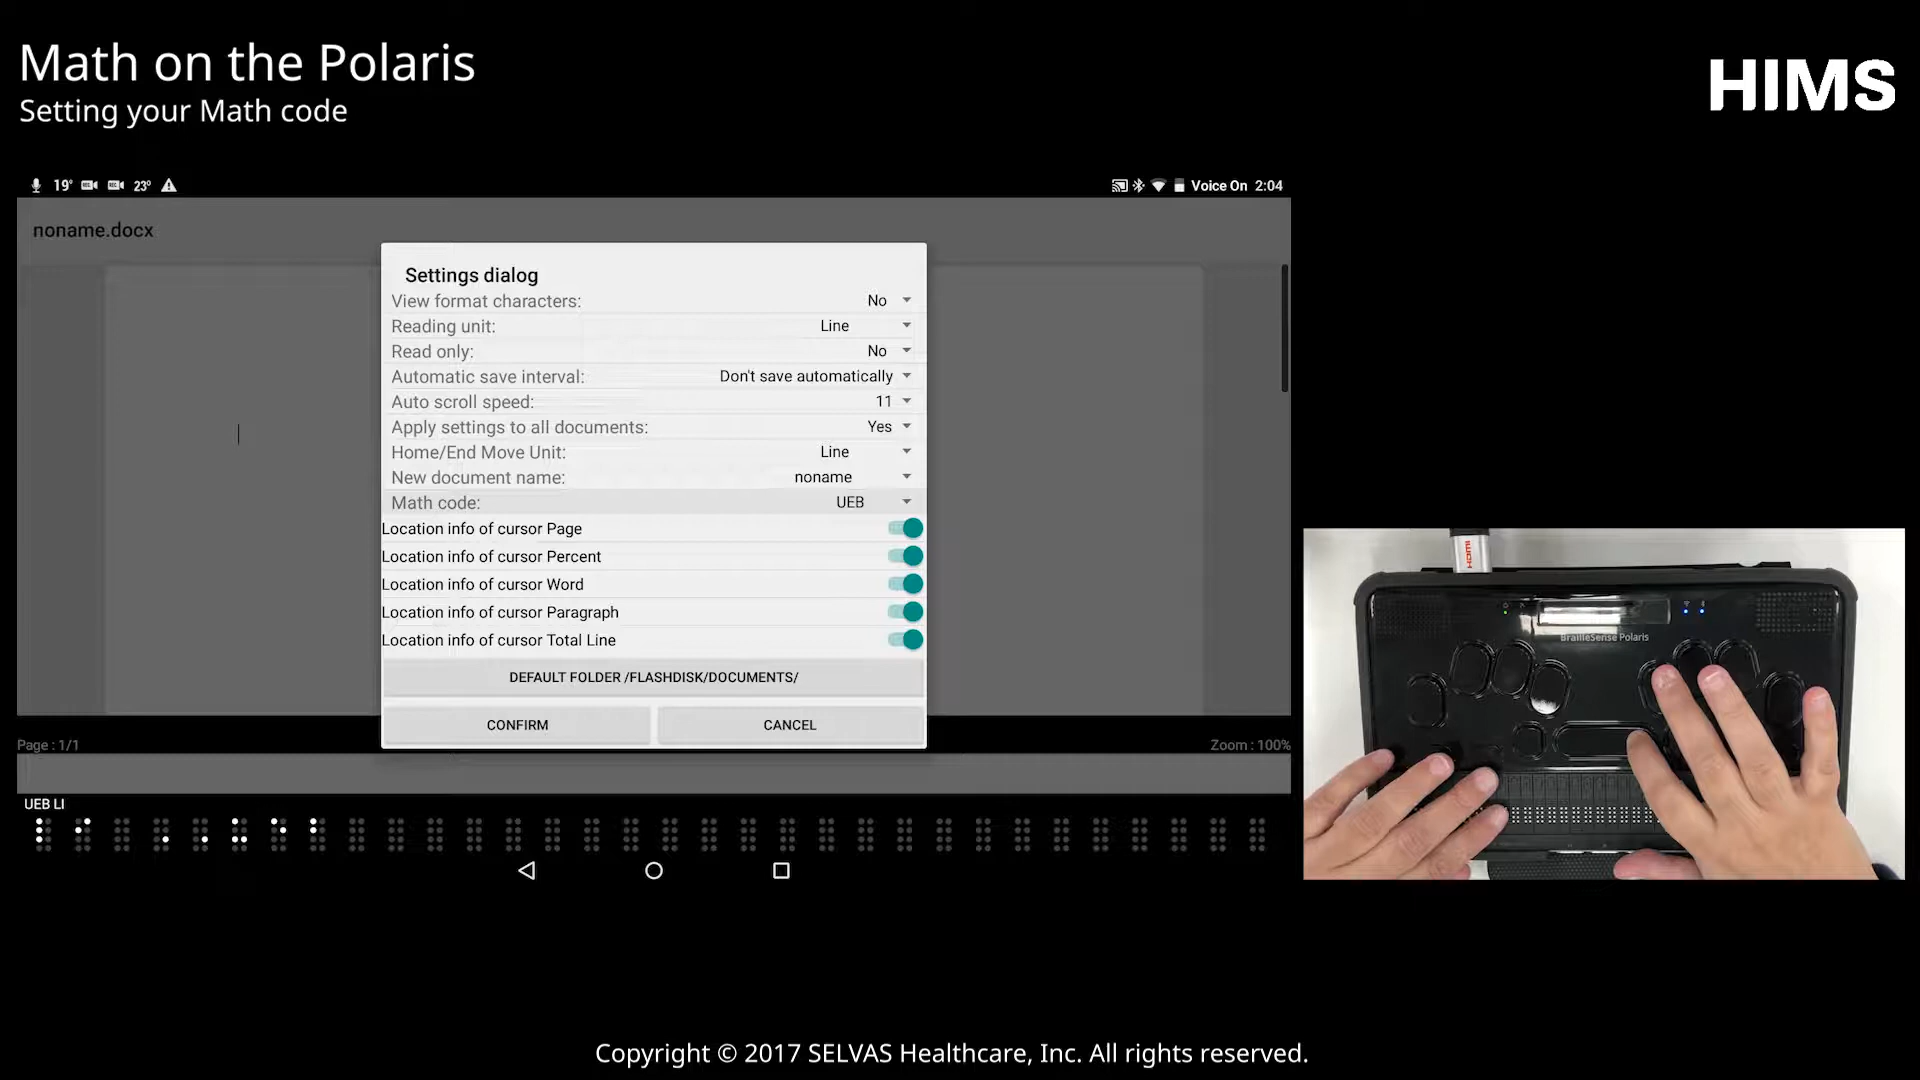 Math on the Polaris
Setting your Math code
HIMS
19° 23° Voice On 2:04
noname.docx
Settings dialog
View format characters: No
Reading unit: Line
Read only: No
Automatic save interval: Don't save automatically
Auto scroll speed: 11
Apply settings to all documents: Yes
Home/End Move Unit: Line
New document name: noname
Math code: UEB
Location info of cursor Page
Location info of cursor Percent
Location info of cursor Word
Location info of cursor Paragraph
Location info of cursor Total Line
DEFAULT FOLDER /FLASHDISK/DOCUMENTS/
CONFIRM CANCEL
Page : 1/1 Zoom : 100%
UEB LI
HDMI
BrailleSense Polaris
Copyright © 2017 SELVAS Healthcare, Inc. All rights reserved.